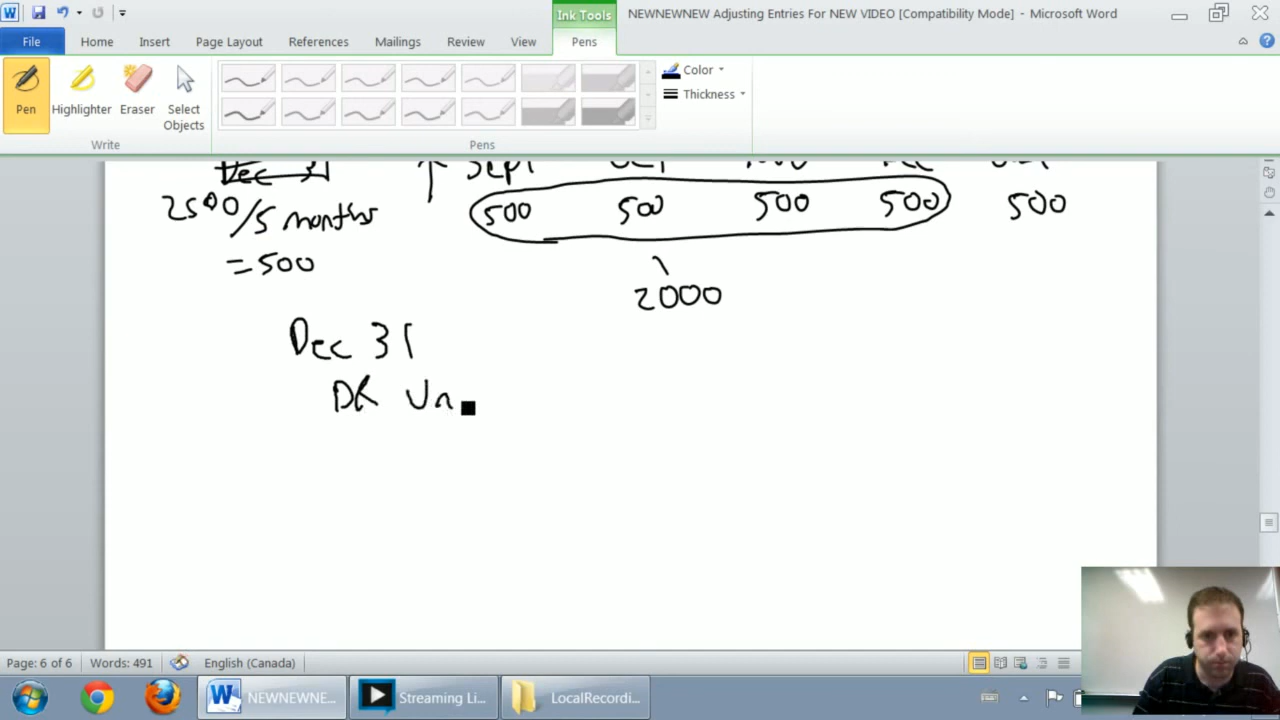 Ink Tools
NEWNEWNEW Adjusting Entries For NEW VIDEO [Compatibility Mode] - Microsoft Word
File Home Insert Page Layout References Mailings Review View Pens
Pen Highlighter Eraser Select Objects
Color
Thickness
Write Pens
Dec 31 Sept
2500/5 months 500 500 500 500 500
=500
2000
Dec 31
DR Un
Page: 6 of 6 Words: 491 English (Canada)
NEWNEWNE... Streaming Li... LocalRecordi...